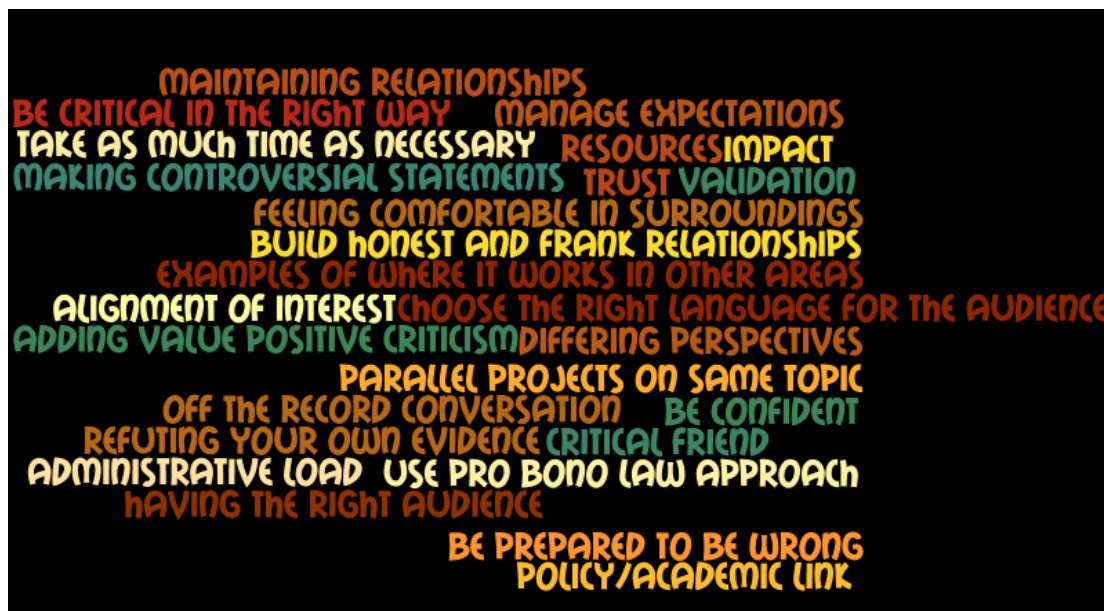 MAINTAINING RELATIONShIPS
BE CRITICAL IN ThE RIGhT WAY MANAGE EXPECTATIONS
TAKE AS MUCh TIME AS NECESSARY RESOURCES IMPACT
MAKING CONTROVERSIAL STATEMENTS TRUST VALIDATION
FEELING COMFORTABLE IN SURROUNDINGS
BUILD hONEST AND FRANK RELATIONShIPS
EXAMPLES OF WhERE IT WORKS IN OThER AREAS
ALIGNMENT OF INTEREST ChOOSE ThE RIGhT LANGUAGE FOR ThE AUDIENCE
ADDING VALUE POSITIVE CRITICISM DIFFERING PERSPECTIVES
PARALLEL PROJECTS ON SAME TOPIC
OFF ThE RECORD CONVERSATION BE CONFIDENT
REFUTING YOUR OWN EVIDENCE CRITICAL FRIEND
ADMINISTRATIVE LOAD USE PRO BONO LAW APPROACh
hAVING ThE RIGhT AUDIENCE
BE PREPARED TO BE WRONG
POLICY/ACADEMIC LINK